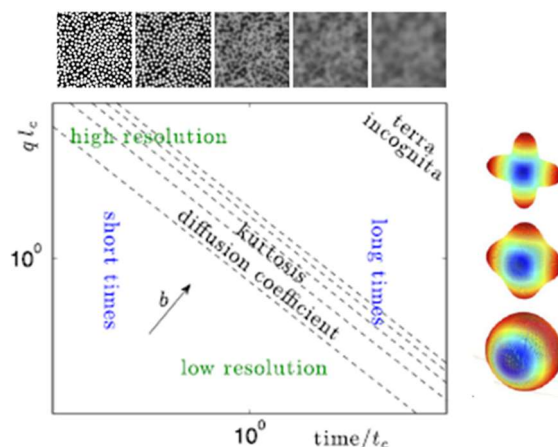 q l_c
high resolution
terra
incognita
10^0
short times
kurtosis
diffusion coefficient
long times
b
low resolution
10^0
time/t_c